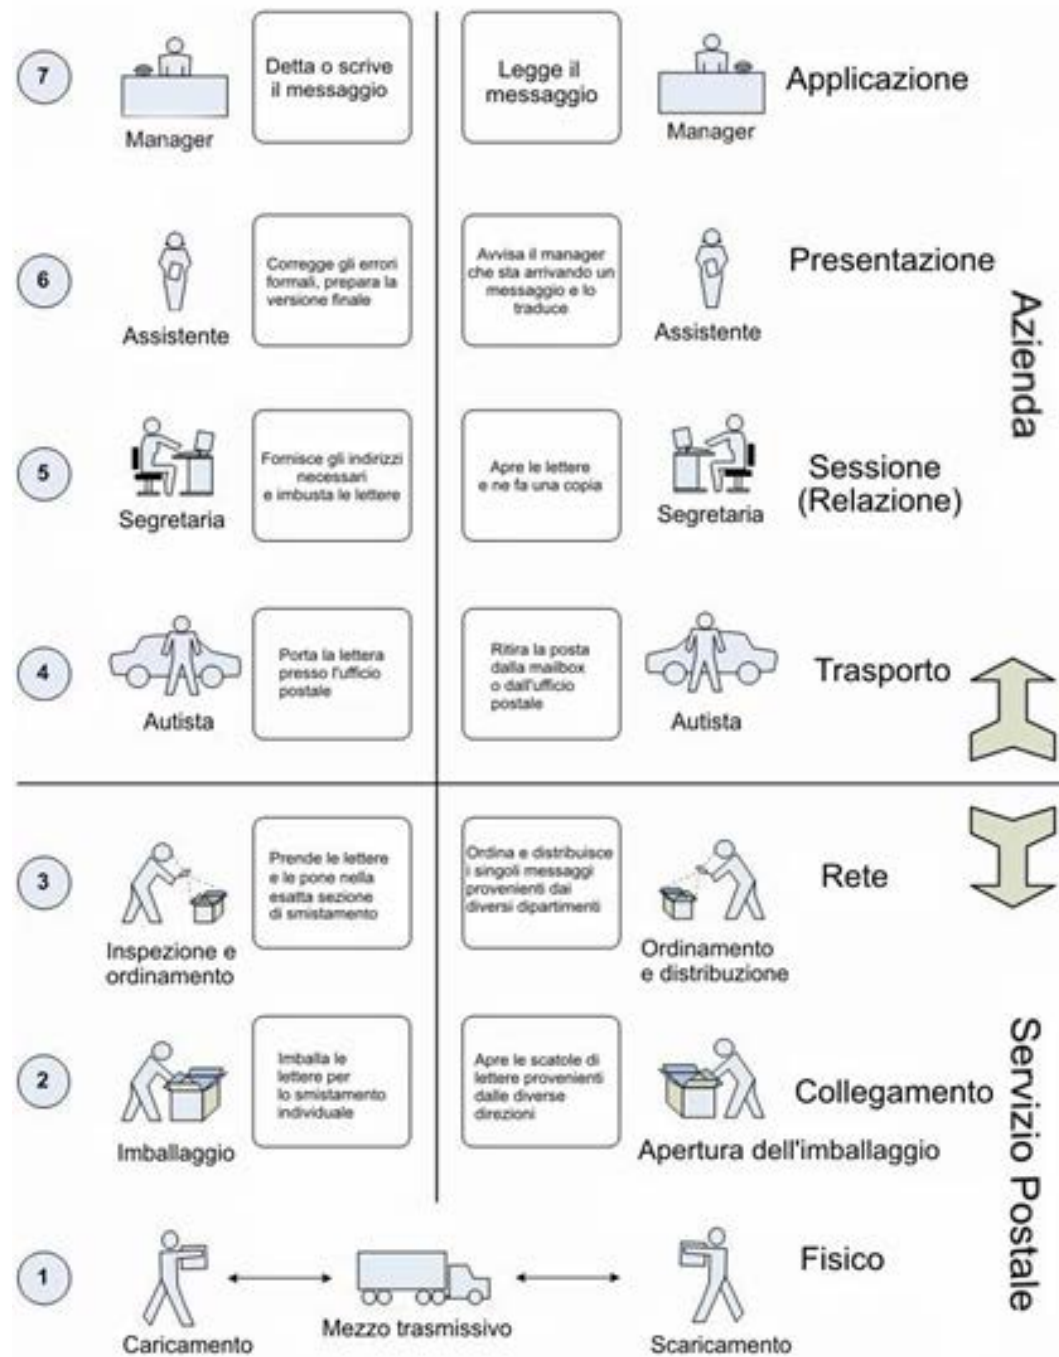 7
Detta o scrive
il messaggio
Manager
Legge il
messaggio
Manager
Applicazione
6
Corregge gli errori
formali, prepara la
versione finale
Assistente
Avvisa il manager
che sta arrivando un
messaggio e lo
traduce
Assistente
Presentazione
Azienda
5
Fornisce gli indirizzi
necessari
e imbusta le lettere
Segretaria
Apre le lettere
e ne fa una copia
Segretaria
Sessione
(Relazione)
4
Porta la lettera
presso l'ufficio
postale
Autista
Ritira la posta
dalla mailbox
o dall'ufficio
postale
Autista
Trasporto
3
Prende le lettere
e le pone nella
esatta sezione
di smistamento
Inspezione e
ordinamento
Ordina e distribuisce
i singoli messaggi
provenienti dai
diversi dipartimenti
Ordinamento
e distribuzione
Rete
2
Imballa le
lettere per
lo smistamento
individuale
Imballaggio
Apre le scatole di
lettere provenienti
dalle diverse
direzioni
Apertura dell'imballaggio
Collegamento
Servizio Postale
1
Caricamento
Mezzo trasmissivo
Scaricamento
Fisico